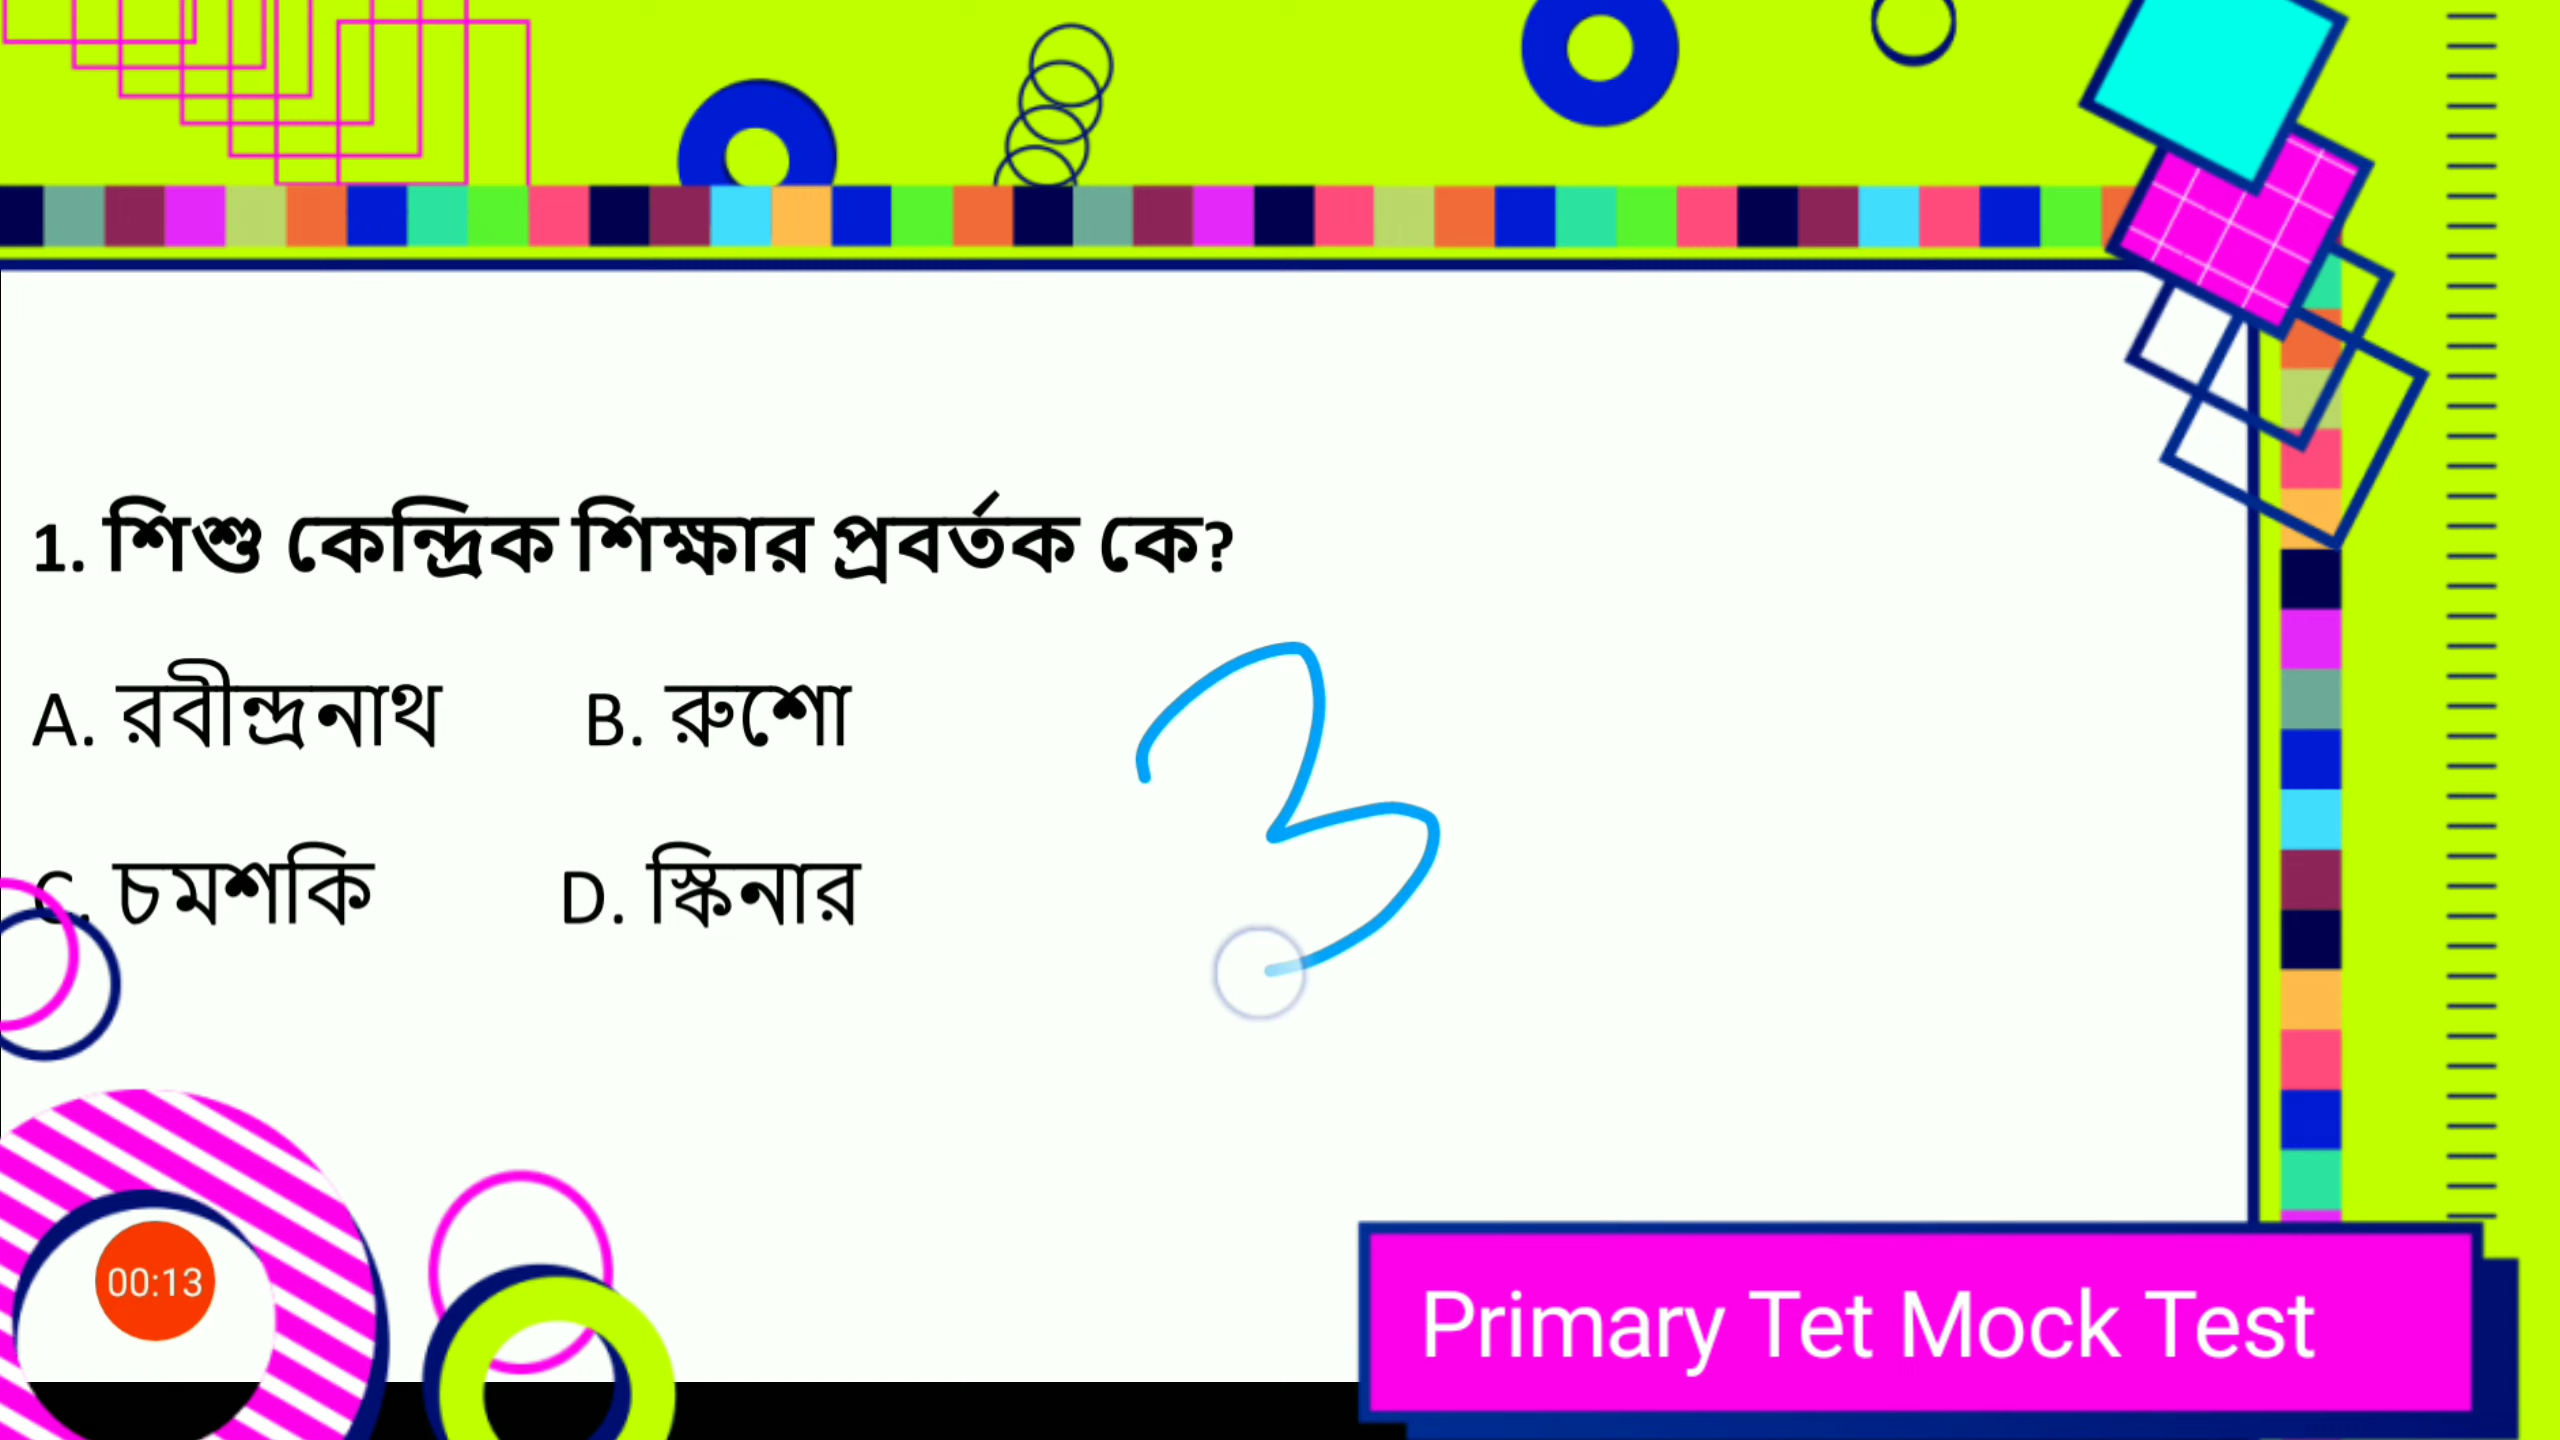 1. শিশু কেন্দ্রিক শিক্ষার প্রবর্তক কে?
A. রবীন্দ্রনাথ B. রুশো
3
C. চমশকি D. স্কিনার
00:13
Primary Tet Mock Test